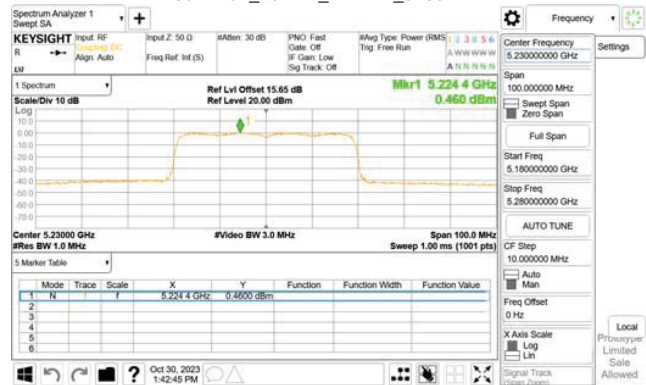 Spectrum Analyzer 1
Swept SA
Frequency
KEYSIGHT
R
Input: RF
Coupling: DC
Align: Auto
Input Z: 50 Ω
Freq Ref: Int (S)
#Atten: 30 dB
PNO: Fast
Gate: Off
IF Gain: Low
Sig Track: Off
#Avg Type: Power (RMS
Trig: Free Run
1 2 3 4 5 6
A W W W W W
A N N N N N
Settings
1 Spectrum
Scale/Div 10 dB
Ref Lvl Offset 15.65 dB
Ref Level 20.00 dBm
Mkr1 5.224 4 GHz
0.460 dBm
Log
10.0
0.00
-10.0
-20.0
-30.0
-40.0
-50.0
-60.0
-70.0
1
Center 5.23000 GHz
#Res BW 1.0 MHz
#Video BW 3.0 MHz
Span 100.0 MHz
Sweep 1.00 ms (1001 pts)
5 Marker Table
Mode Trace Scale X Y Function Function Width Function Value
1 N 1 f 5.224 4 GHz 0.4600 dBm
2
3
4
5
6
Oct 30, 2023
1:42:45 PM
Center Frequency
5.230000000 GHz
Span
100.000000 MHz
Swept Span
Zero Span
Full Span
Start Freq
5.180000000 GHz
Stop Freq
5.280000000 GHz
AUTO TUNE
CF Step
10.000000 MHz
Auto
Man
Freq Offset
0 Hz
X Axis Scale
Log
Lin
Signal Track
(Span Zoom)
Local
Prototype
Limited
Sale
Allowed